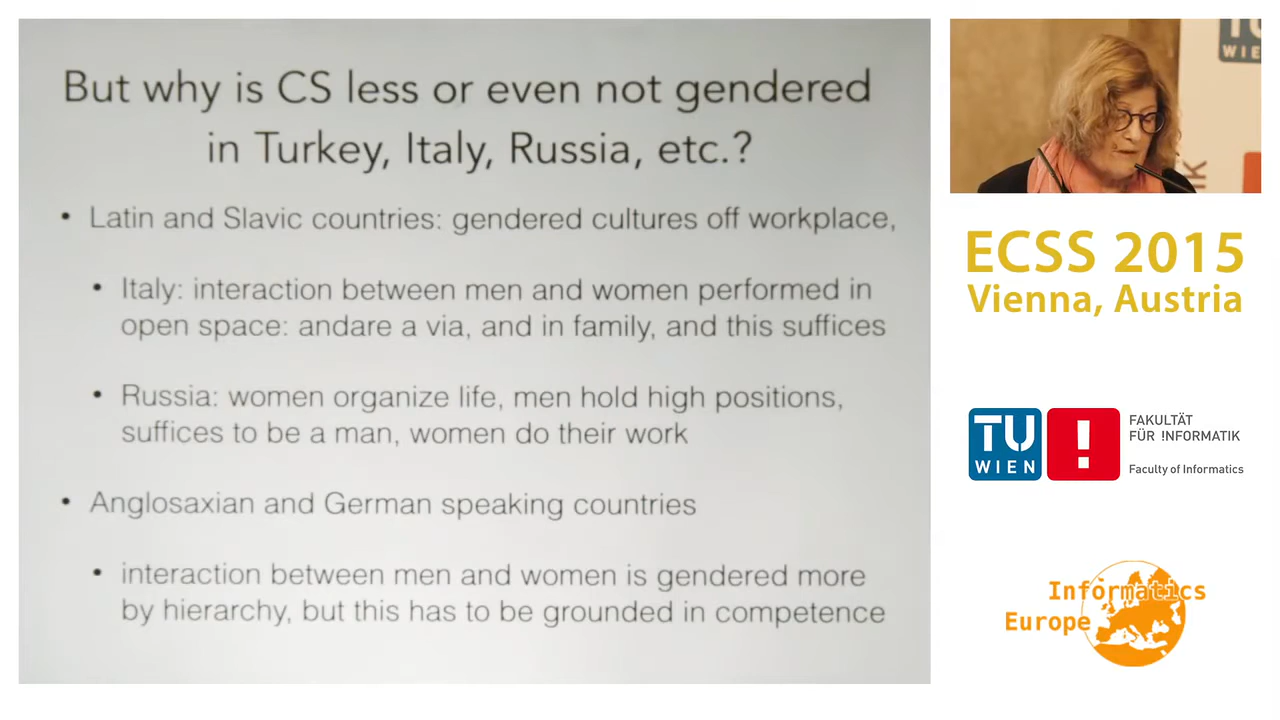 But why is CS less or even not gendered
in Turkey, Italy, Russia, etc.?
• Latin and Slavic countries: gendered cultures off workplace,
• Italy: interaction between men and women performed in
open space: andare a via, and in family, and this suffices
• Russia: women organize life, men hold high positions,
suffices to be a man, women do their work
• Anglosaxian and German speaking countries
• interaction between men and women is gendered more
by hierarchy, but this has to be grounded in competence
TU
WIE
IK
ECSS 2015
Vienna, Austria
TU
WIEN
!
FAKULTÄT
FÜR !NFORMATIK
Faculty of Informatics
Informatics
Europe